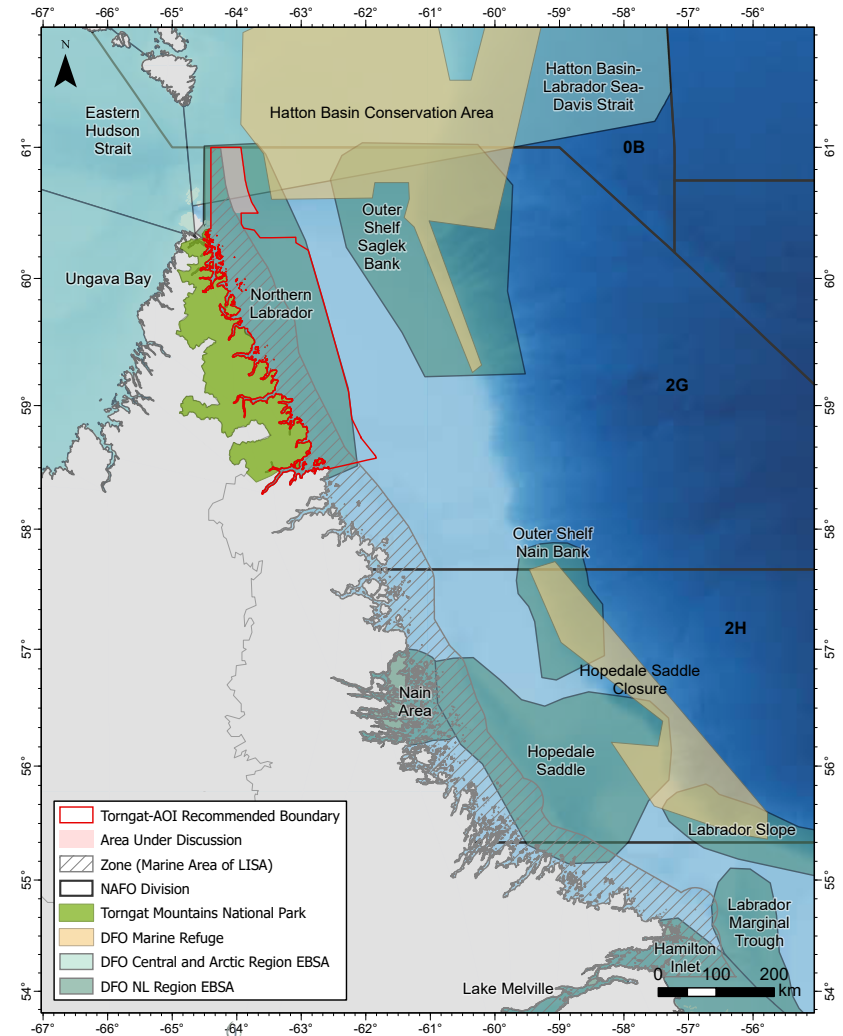 -67 -66 -65 -64 -63 -62 -61 -60 -59 -58 -57 -56
N
Hatton Basin-
Labrador Sea-
Davis Strait
Eastern
Hudson
Strait
Hatton Basin Conservation Area
61°
61°
0B
Outer
Shelf
Saglek
Bank
Ungava Bay
60°
60°
Northern
Labrador
2G
59°
59°
58°
58°
Outer Shelf
Nain Bank
2H
57°
57°
Hopedale Saddle
Closure
Nain
Area
Hopedale
Saddle
56°
56°
Labrador Slope
55°
55°
Labrador
Marginal
Trough
Hamilton
Inlet
Lake Melville
0 100 200
km
54°
54°
Torngat-AOI Recommended Boundary
Area Under Discussion
Zone (Marine Area of LISA)
NAFO Division
Torngat Mountains National Park
DFO Marine Refuge
DFO Central and Arctic Region EBSA
DFO NL Region EBSA
-67 -66 -65 -64 -63 -62 -61 -60 -59 -58 -57 -56